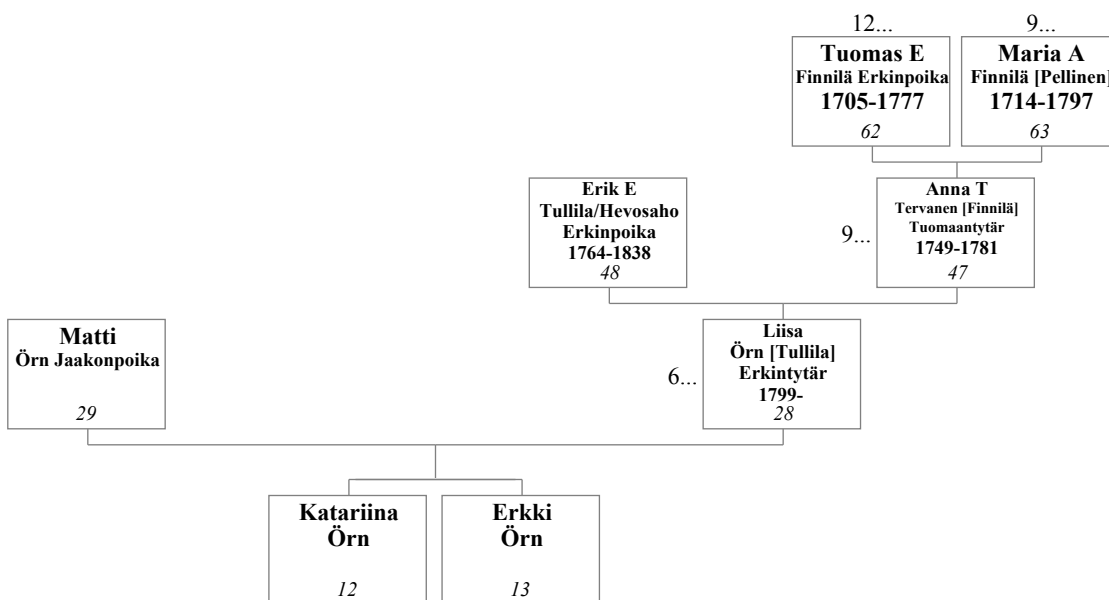 12...
9...
Tuomas E
Finnilä Erkinpoika
1705-1777
62
Maria A
Finnilä [Pellinen]
1714-1797
63
Erik E
Tullila/Hevosaho
Erkinpoika
1764-1838
48
9...
Anna T
Tervanen [Finnilä]
Tuomaantytär
1749-1781
47
Matti
Örn Jaakonpoika
29
6...
Liisa
Örn [Tullila]
Erkintytär
1799-
28
Katariina
Örn
12
Erkki
Örn
13